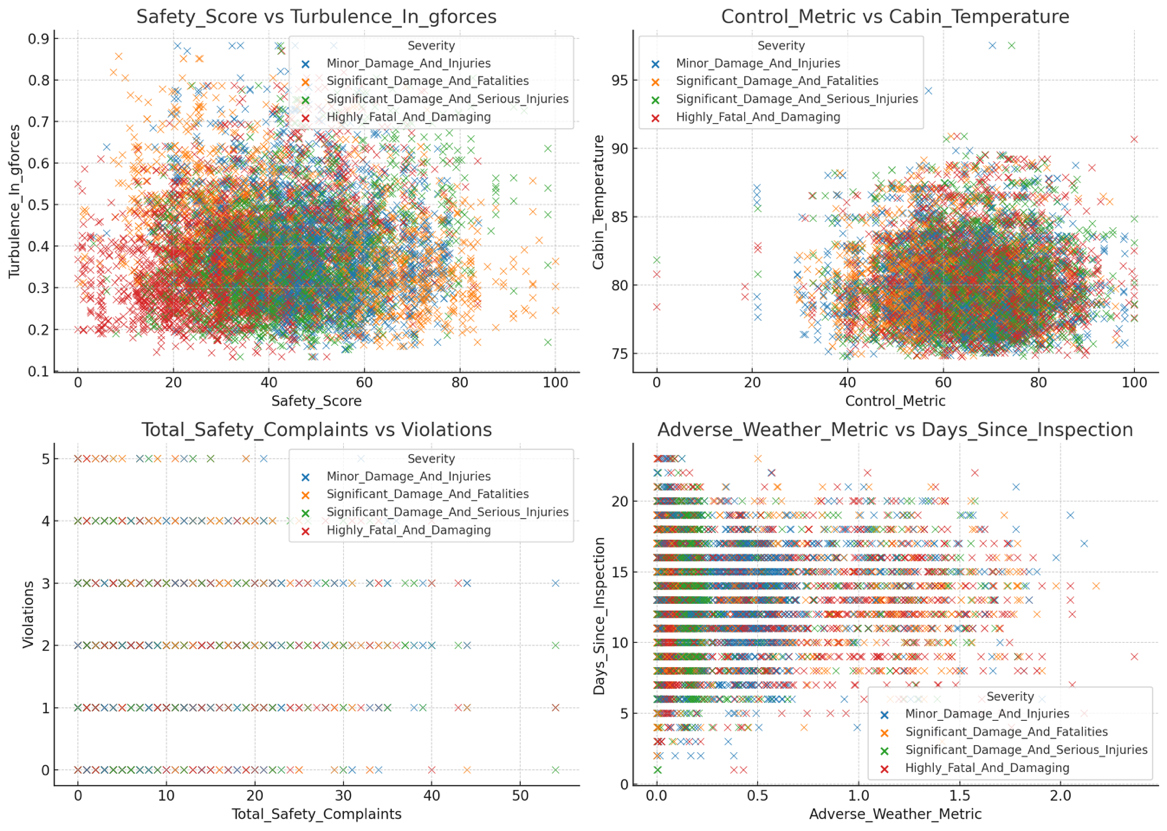 Safety_Score vs Turbulence_In_gforces
0.9
0.8
0.7
0.6
0.5
0.4
0.3
0.2
0.1
Turbulence_In_gforces
Severity
Minor_Damage_And_Injuries
Significant_Damage_And_Fatalities
Significant_Damage_And_Serious_Injuries
Highly_Fatal_And_Damaging
0 20 40 60 80 100
Safety_Score
Control_Metric vs Cabin_Temperature
95
90
85
80
75
Cabin_Temperature
Severity
Minor_Damage_And_Injuries
Significant_Damage_And_Fatalities
Significant_Damage_And_Serious_Injuries
Highly_Fatal_And_Damaging
0 20 40 60 80 100
Control_Metric
Total_Safety_Complaints vs Violations
5
4
3
2
1
0
Violations
Severity
Minor_Damage_And_Injuries
Significant_Damage_And_Fatalities
Significant_Damage_And_Serious_Injuries
Highly_Fatal_And_Damaging
0 10 20 30 40 50
Total_Safety_Complaints
Adverse_Weather_Metric vs Days_Since_Inspection
20
15
10
5
0
Days_Since_Inspection
Severity
Minor_Damage_And_Injuries
Significant_Damage_And_Fatalities
Significant_Damage_And_Serious_Injuries
Highly_Fatal_And_Damaging
0.0 0.5 1.0 1.5 2.0
Adverse_Weather_Metric